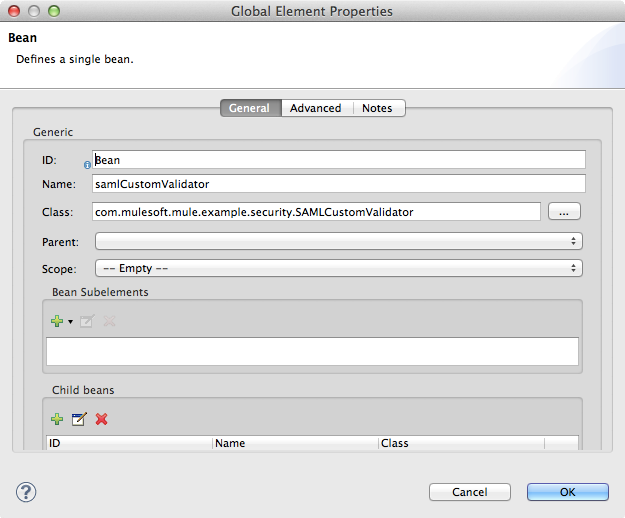 Global Element Properties
Bean
Defines a single bean.
General Advanced Notes
Generic
ID: Bean
Name: samlCustomValidator
Class: com.mulesoft.mule.example.security.SAMLCustomValidator ...
Parent:
Scope: -- Empty --
Bean Subelements
Child beans
ID Name Class
? Cancel OK